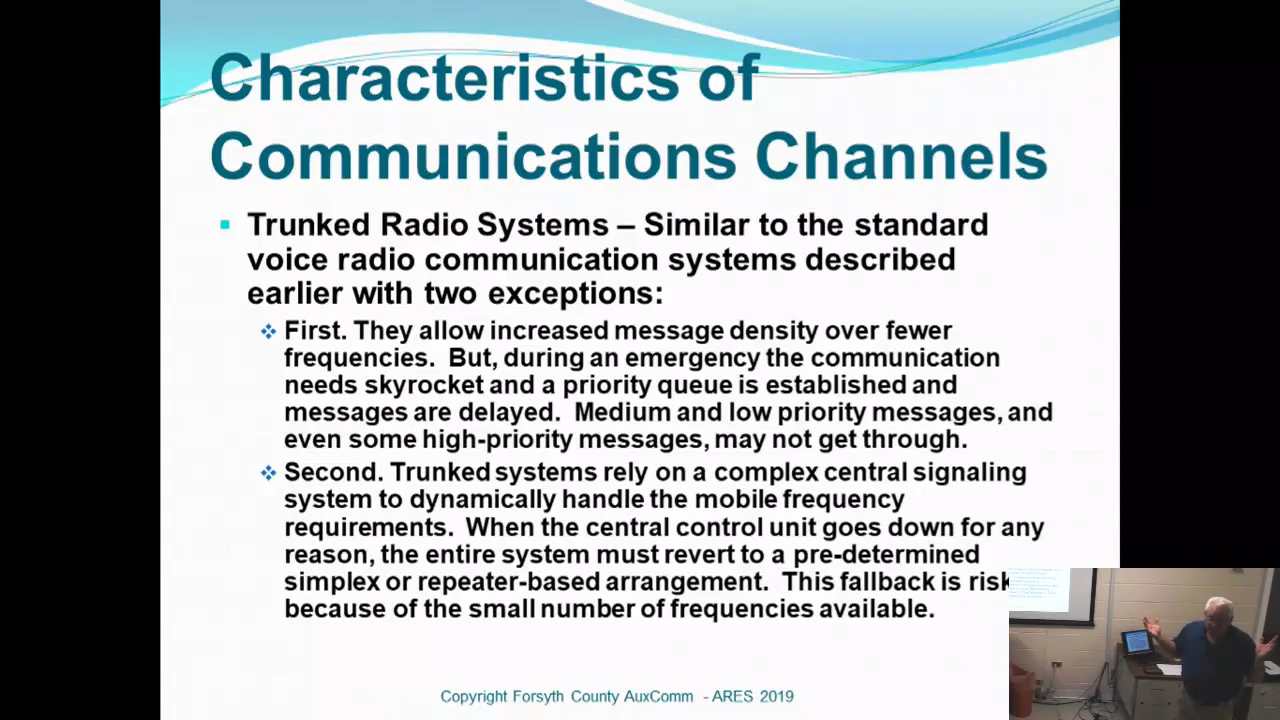 Characteristics of
Communications Channels
Trunked Radio Systems – Similar to the standard
voice radio communication systems described
earlier with two exceptions:
First. They allow increased message density over fewer
frequencies. But, during an emergency the communication
needs skyrocket and a priority queue is established and
messages are delayed. Medium and low priority messages, and
even some high-priority messages, may not get through.
Second. Trunked systems rely on a complex central signaling
system to dynamically handle the mobile frequency
requirements. When the central control unit goes down for any
reason, the entire system must revert to a pre-determined
simplex or repeater-based arrangement. This fallback is risk
because of the small number of frequencies available.
Copyright Forsyth County AuxComm - ARES 2019